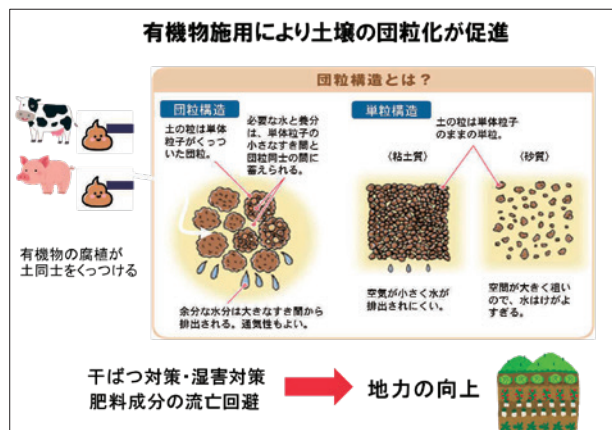 有機物施用により土壌の団粒化が促進
団粒構造とは？
団粒構造
土の粒は単体
粒子がくっつ
いた団粒。
必要な水と養分
は、単体粒子の
小さなすき間と
団粒同士の間に
蓄えられる。
余分な水分は大きなすき間から
排出される。通気性もよい。
単粒構造
土の粒は単体粒子
のままの単粒。
〈粘土質〉
〈砂質〉
空気が小さく水が
排出されにくい。
空間が大きく粗い
ので、水はけがよ
すぎる。
有機物の腐植が
土同士をくっつける
干ばつ対策・湿害対策
肥料成分の流亡回避
地力の向上